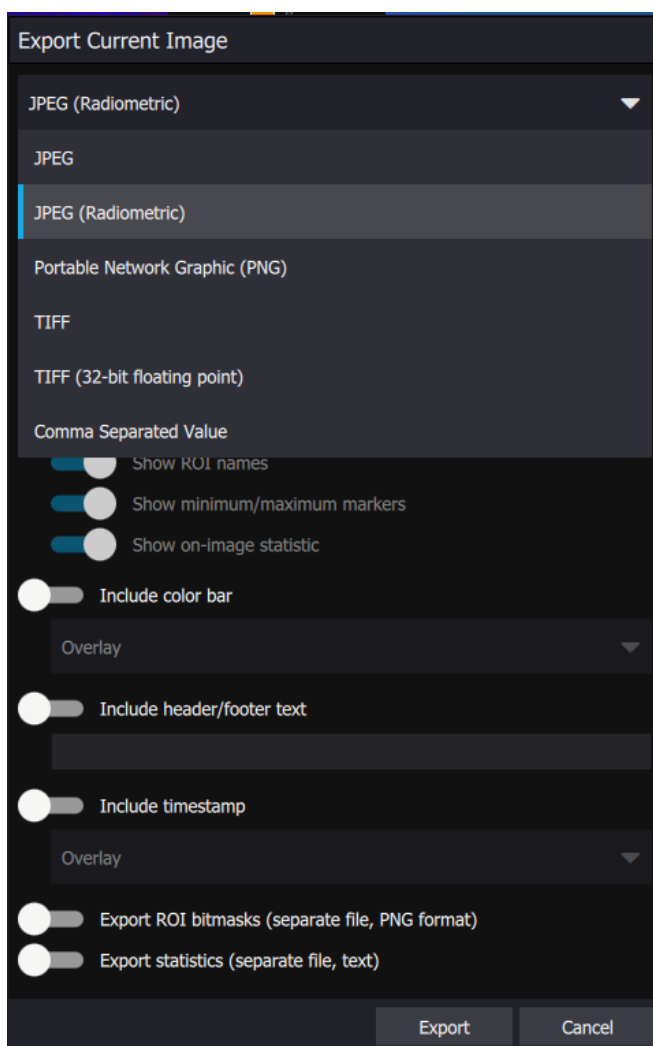 Export Current Image
JPEG (Radiometric)
JPEG
JPEG (Radiometric)
Portable Network Graphic (PNG)
TIFF
TIFF (32-bit floating point)
Comma Separated Value
Show ROI names
Show minimum/maximum markers
Show on-image statistic
Include color bar
Overlay
Include header/footer text
Include timestamp
Overlay
Export ROI bitmasks (separate file, PNG format)
Export statistics (separate file, text)
Export Cancel